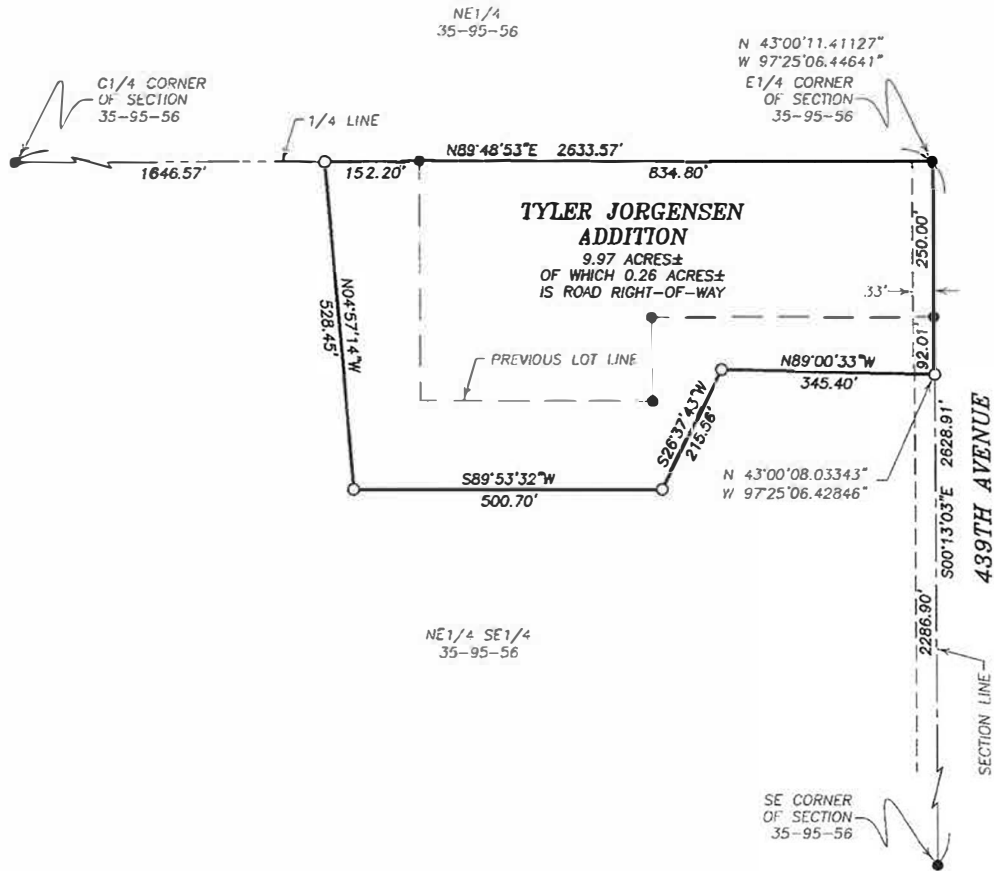 NE1/4
35-95-56
N 43°00'11.41127"
W 97°25'06.44641"
E1/4 CORNER
OF SECTION
35-95-56
C1/4 CORNER
OF SECTION
35-95-56
1/4 LINE
N89°48'53"E 2633.57'
1646.57'
152.20'
834.80'
TYLER JORGENSEN
ADDITION
9.97 ACRES±
OF WHICH 0.26 ACRES±
IS ROAD RIGHT-OF-WAY
250.00'
33'
N04°57'14"W
528.45'
PREVIOUS LOT LINE
92.01'
N89°00'33"W
345.40'
S26°37'43"W
215.56'
S89°53'32"W
500.70'
N 43°00'08.03343"
W 97°25'06.42846"
S00°13'03"E 2628.91'
439TH AVENUE
2286.90'
NE1/4 SE1/4
35-95-56
SECTION LINE
SE CORNER
OF SECTION
35-95-56